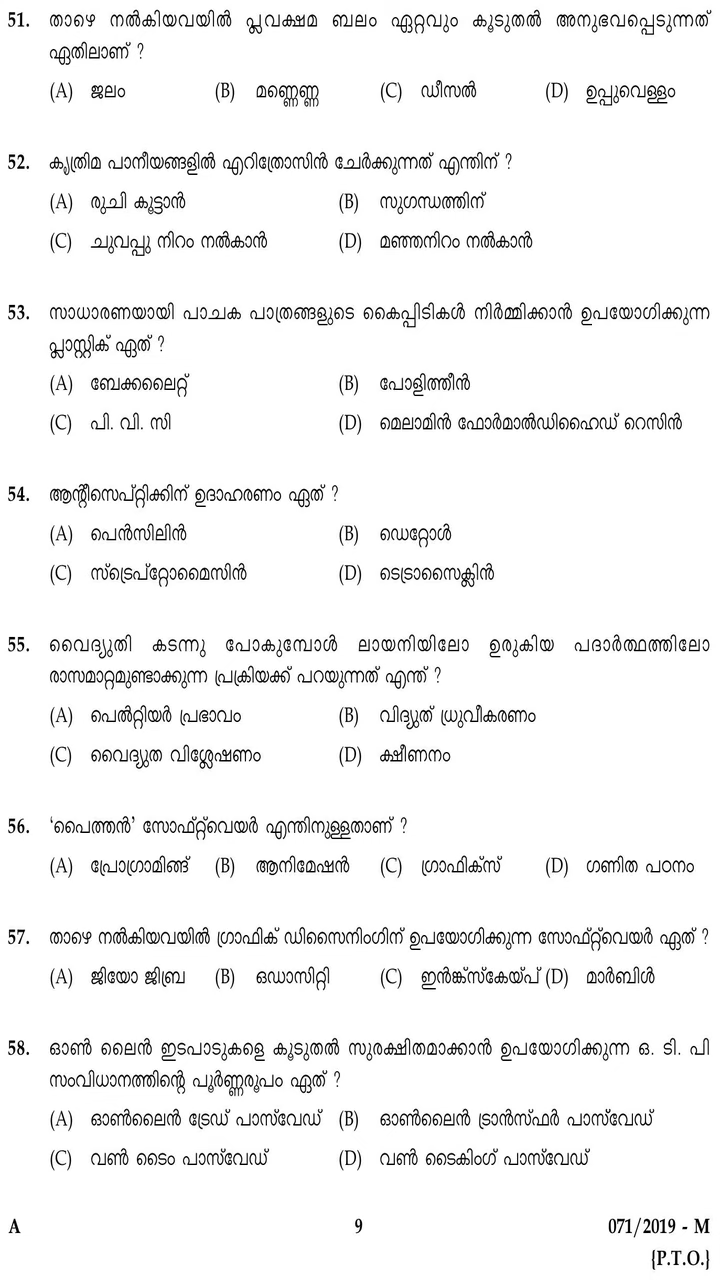 51. താഴെ നൽകിയവയിൽ പ്ലവക്ഷമ ബലം ഏറ്റവും കൂടുതൽ അനുഭവപ്പെടുന്നത്
ഏതിലാണ് ?
(A) ജലം (B) മണ്ണെണ്ണ (C) ഡീസൽ (D) ഉപ്പുവെള്ളം
52. കൃത്രിമ പാനീയങ്ങളിൽ എറിത്രോസിൻ ചേർക്കുന്നത് എന്തിന് ?
(A) രുചി കൂട്ടാൻ (B) സുഗന്ധത്തിന്
(C) ചുവപ്പു നിറം നൽകാൻ (D) മഞ്ഞനിറം നൽകാൻ
53. സാധാരണയായി പാചക പാത്രങ്ങളുടെ കൈപ്പിടികൾ നിർമ്മിക്കാൻ ഉപയോഗിക്കുന്ന
പ്ലാസ്റ്റിക് ഏത് ?
(A) ബേക്കലൈറ്റ് (B) പോളിത്തീൻ
(C) പി. വി. സി (D) മെലാമിൻ ഫോർമാൽഡിഹൈഡ് റെസിൻ
54. ആന്റീസെപ്റ്റിക്കിന് ഉദാഹരണം ഏത് ?
(A) പെൻസിലിൻ (B) ഡെറ്റോൾ
(C) സ്ട്രെപ്റ്റോമൈസിൻ (D) ടെട്രാസൈക്ലിൻ
55. വൈദ്യുതി കടന്നു പോകുമ്പോൾ ലായനിയിലോ ഉരുകിയ പദാർത്ഥത്തിലോ
രാസമാറ്റമുണ്ടാക്കുന്ന പ്രക്രിയക്ക് പറയുന്നത് എന്ത് ?
(A) പെൽറ്റിയർ പ്രഭാവം (B) വിദ്യുത് ധ്രുവീകരണം
(C) വൈദ്യുത വിശ്ലേഷണം (D) ക്ഷീണനം
56. ‘പൈത്തൻ’ സോഫ്റ്റ്‌വെയർ എന്തിനുള്ളതാണ് ?
(A) പ്രോഗ്രാമിങ്ങ് (B) ആനിമേഷൻ (C) ഗ്രാഫിക്സ് (D) ഗണിത പഠനം
57. താഴെ നൽകിയവയിൽ ഗ്രാഫിക് ഡിസൈനിംഗിന് ഉപയോഗിക്കുന്ന സോഫ്റ്റ്‌വെയർ ഏത് ?
(A) ജിയോ ജിബ്ര (B) ഒഡാസിറ്റി (C) ഇൻങ്ക്സ്കേയ്പ് (D) മാർബിൾ
58. ഓൺ ലൈൻ ഇടപാടുകളെ കൂടുതൽ സുരക്ഷിതമാക്കാൻ ഉപയോഗിക്കുന്ന ഒ. ടി. പി
സംവിധാനത്തിന്റെ പൂർണ്ണരൂപം ഏത് ?
(A) ഓൺലൈൻ ട്രേഡ് പാസ്‌വേഡ് (B) ഓൺലൈൻ ട്രാൻസ്ഫർ പാസ്‌വേഡ്
(C) വൺ ടൈം പാസ്‌വേഡ് (D) വൺ ടൈകിംഗ് പാസ്‌വേഡ്
A 9 071/2019 - M
{P.T.O.}